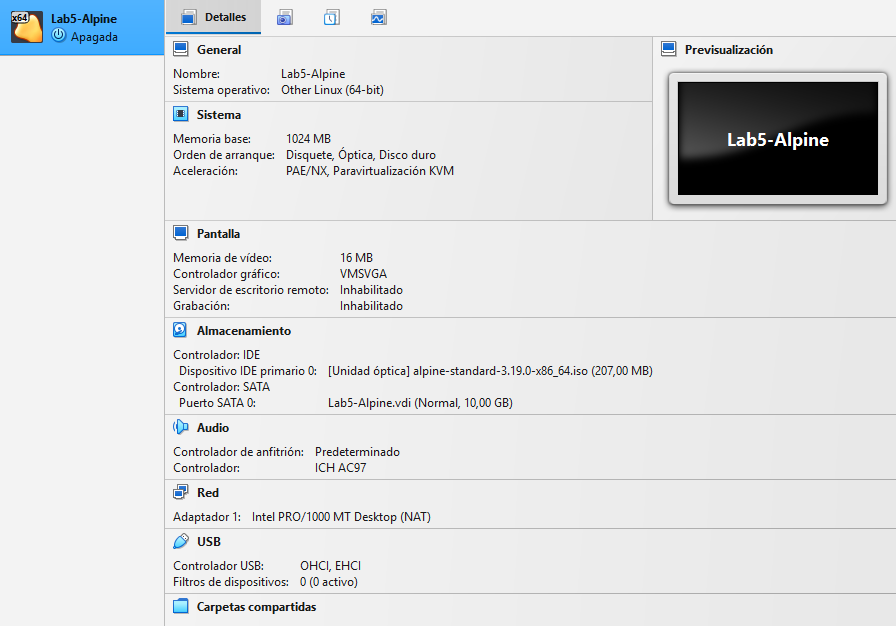 x64
Lab5-Alpine
Apagada
Detalles
General
Nombre: Lab5-Alpine
Sistema operativo: Other Linux (64-bit)
Sistema
Memoria base: 1024 MB
Orden de arranque: Disquete, Óptica, Disco duro
Aceleración: PAE/NX, Paravirtualización KVM
Previsualización
Lab5-Alpine
Pantalla
Memoria de vídeo: 16 MB
Controlador gráfico: VMSVGA
Servidor de escritorio remoto: Inhabilitado
Grabación: Inhabilitado
Almacenamiento
Controlador: IDE
Dispositivo IDE primario 0: [Unidad óptica] alpine-standard-3.19.0-x86_64.iso (207,00 MB)
Controlador: SATA
Puerto SATA 0: Lab5-Alpine.vdi (Normal, 10,00 GB)
Audio
Controlador de anfitrión: Predeterminado
Controlador: ICH AC97
Red
Adaptador 1: Intel PRO/1000 MT Desktop (NAT)
USB
Controlador USB: OHCI, EHCI
Filtros de dispositivos: 0 (0 activo)
Carpetas compartidas